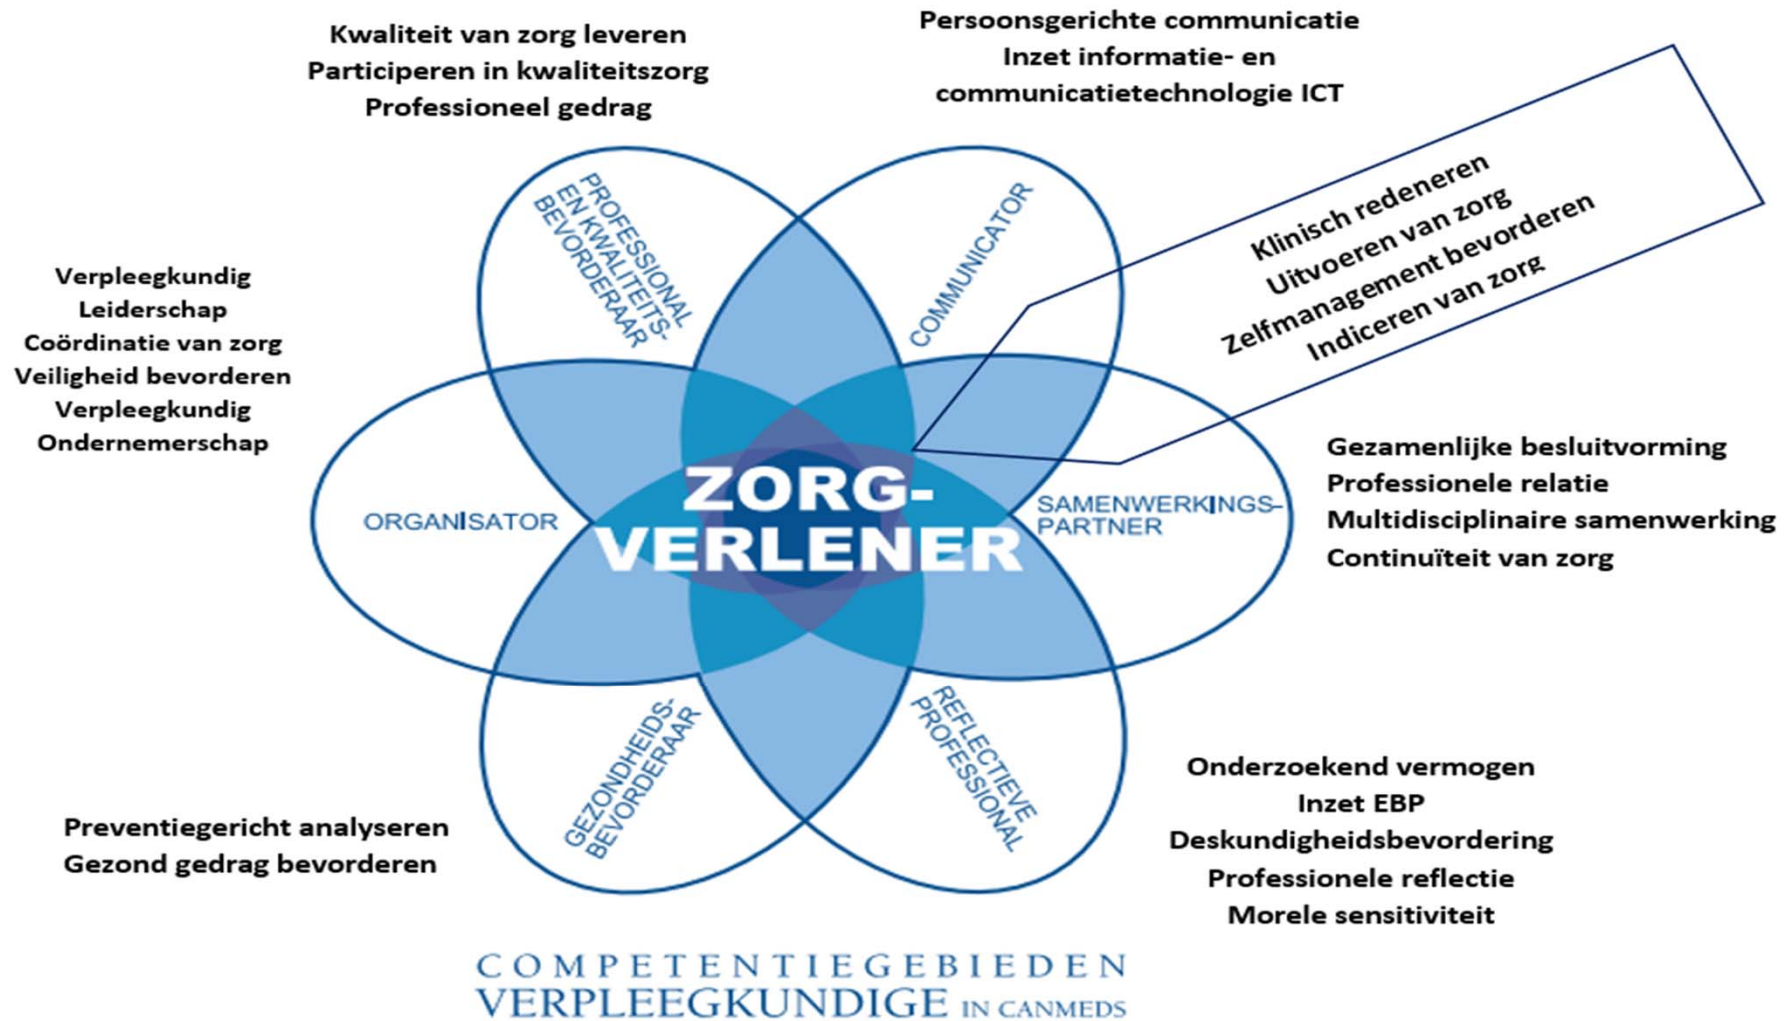 Kwaliteit van zorg leveren
Participeren in kwaliteitszorg
Professioneel gedrag
Persoonsgerichte communicatie
Inzet informatie- en
communicatietechnologie ICT
PROFESSIONAL
EN KWALITEITS-
BEVORDERAAR
COMMUNICATOR
Klinisch redeneren
Uitvoeren van zorg
Zelfmanagement bevorderen
Indiceren van zorg
Verpleegkundig
Leiderschap
Coördinatie van zorg
Veiligheid bevorderen
Verpleegkundig
Ondernemerschap
ORGANISATOR
ZORG-
VERLENER
SAMENWERKINGS-
PARTNER
Gezamenlijke besluitvorming
Professionele relatie
Multidisciplinaire samenwerking
Continuïteit van zorg
GEZONDHEIDS-
BEVORDERAAR
REFLECTIEVE
PROFESSIONAL
Preventiegericht analyseren
Gezond gedrag bevorderen
Onderzoekend vermogen
Inzet EBP
Deskundigheidsbevordering
Professionele reflectie
Morele sensitiviteit
COMPETENTIEGEBIEDEN
VERPLEEGKUNDIGE IN CANMEDS